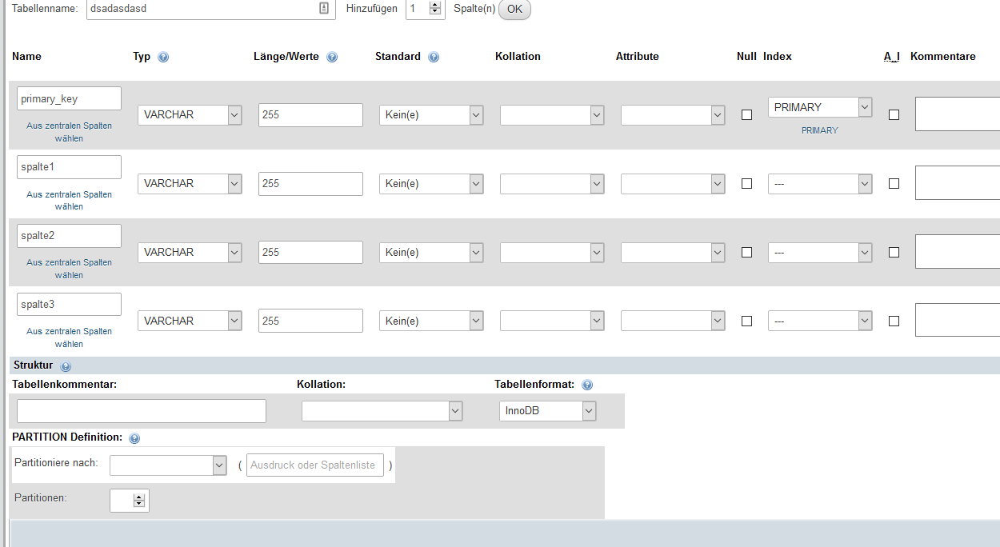 Tabellenname: dsadasdasd Hinzufügen 1 Spalte(n) OK
Name Typ Länge/Werte Standard Kollation Attribute Null Index A_I Kommentare
primary_key
VARCHAR 255 Kein(e) PRIMARY
Aus zentralen Spalten
wählen
PRIMARY
spalte1
VARCHAR 255 Kein(e) ---
Aus zentralen Spalten
wählen
spalte2
VARCHAR 255 Kein(e) ---
Aus zentralen Spalten
wählen
spalte3
VARCHAR 255 Kein(e) ---
Aus zentralen Spalten
wählen
Struktur
Tabellenkommentar: Kollation: Tabellenformat:
InnoDB
PARTITION Definition:
Partitioniere nach: ( Ausdruck oder Spaltenliste )
Partitionen: